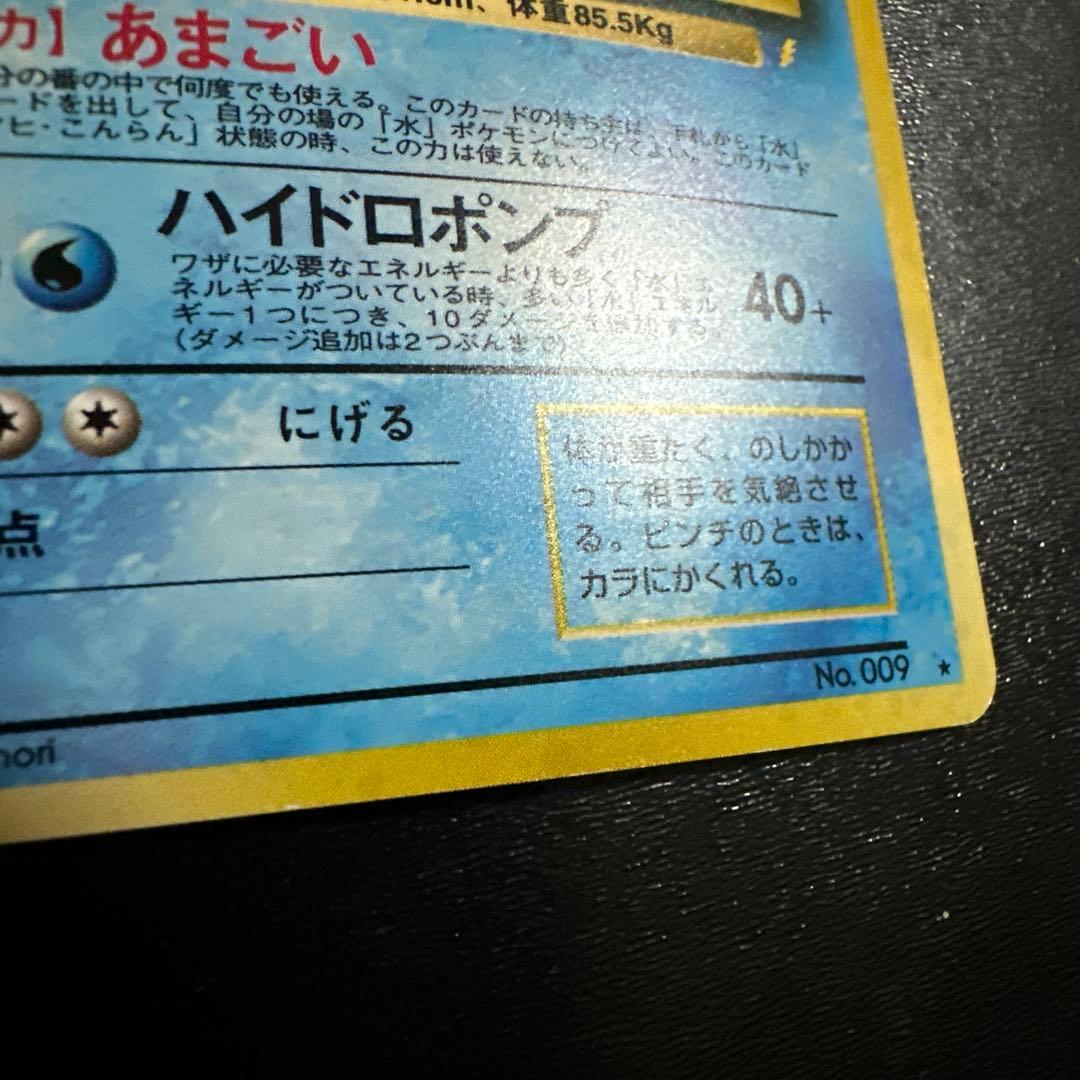 体重85.5Kg
力】 あまごい
分の番の中で何度でも使える。このカードの持ち主は、手札から「水」
ードを出して、自分の場の「水」ポケモンにつけてよい。このカード
ヒ・こんらん」状態の時、この力は使えない。
ハイドロポンプ
ワザに必要なエネルギーよりも多く「水」エ
ネルギーがついている時、多い「水」エネル
ギー1つにつき、10ダメージを追加する。
（ダメージ追加は2つぶんまで）
40+
にげる
点
体が重たく、のしかか
って相手を気絶させ
る。ピンチのときは、
カラにかくれる。
No.009 ★
nori